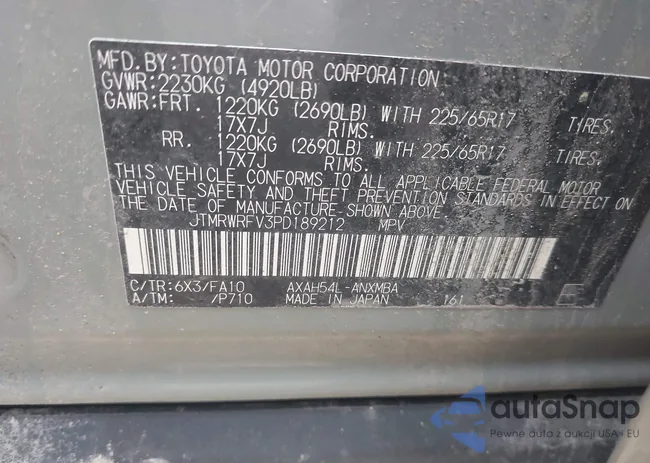 MFD.BY:TOYOTA MOTOR CORPORATION
GVWR:2230KG (4920LB)
GAWR:FRT. 1220KG (2690LB) WITH 225/65R17 TIRES.
17X7J RIMS.
RR. 1220KG (2690LB) WITH 225/65R17 TIRES.
17X7J RIMS.
THIS VEHICLE CONFORMS TO ALL APPLICABLE FEDERAL MOTOR
VEHICLE SAFETY AND THEFT PREVENTION STANDARDS IN EFFECT ON
THE DATE OF MANUFACTURE SHOWN ABOVE.
JTMRWRFV3PD189212 MPV
C/TR:6X3/FA10 AXAH54L-ANXMBA
A/TM: /P710 MADE IN JAPAN 161
autoSnap
Pewne auta z aukcji USA i EU